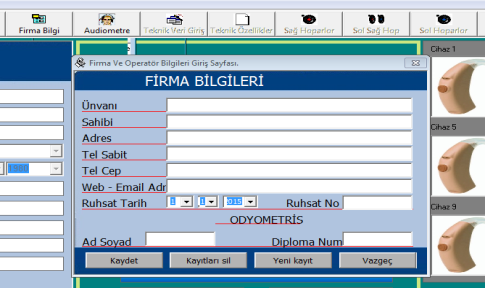 Firma Bilgi Audiometre Teknik Veri Giriş Teknik Özellikler Sağ Hoparlor Sol Sağ Hop Sol Hoparlor
Firma Ve Operatör Bilgileri Giriş Sayfası.
FİRMA BİLGİLERİ
Ünvanı
Sahibi
Adres
Tel Sabit
Tel Cep
Web - Email Adr
Ruhsat Tarih 1 1 Ruhsat No
ODYOMETRİS
Ad Soyad Diploma Num
Kaydet Kayıtları sil Yeni kayıt Vazgeç
Cihaz 1
Cihaz 5
Cihaz 9